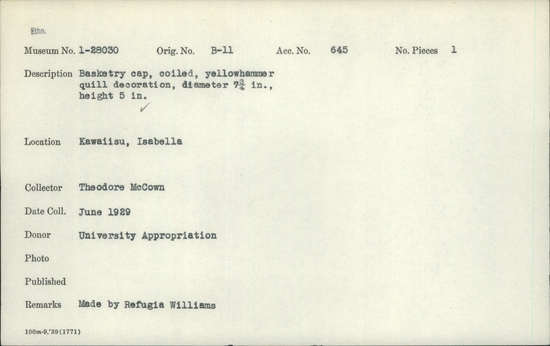 Etho.
Museum No. 1-28030 Orig. No. B-11 Acc. No. 645 No. Pieces 1
Description Basketry cap, coiled, yellowhammer
quill decoration, diameter 7¾ in.,
height 5 in.
Location Kawaiisu, Isabella
Collector Theodore McCown
Date Coll. June 1929
Donor University Appropriation
Photo
Published
Remarks Made by Refugia Williams
100m-9,'29(1771)